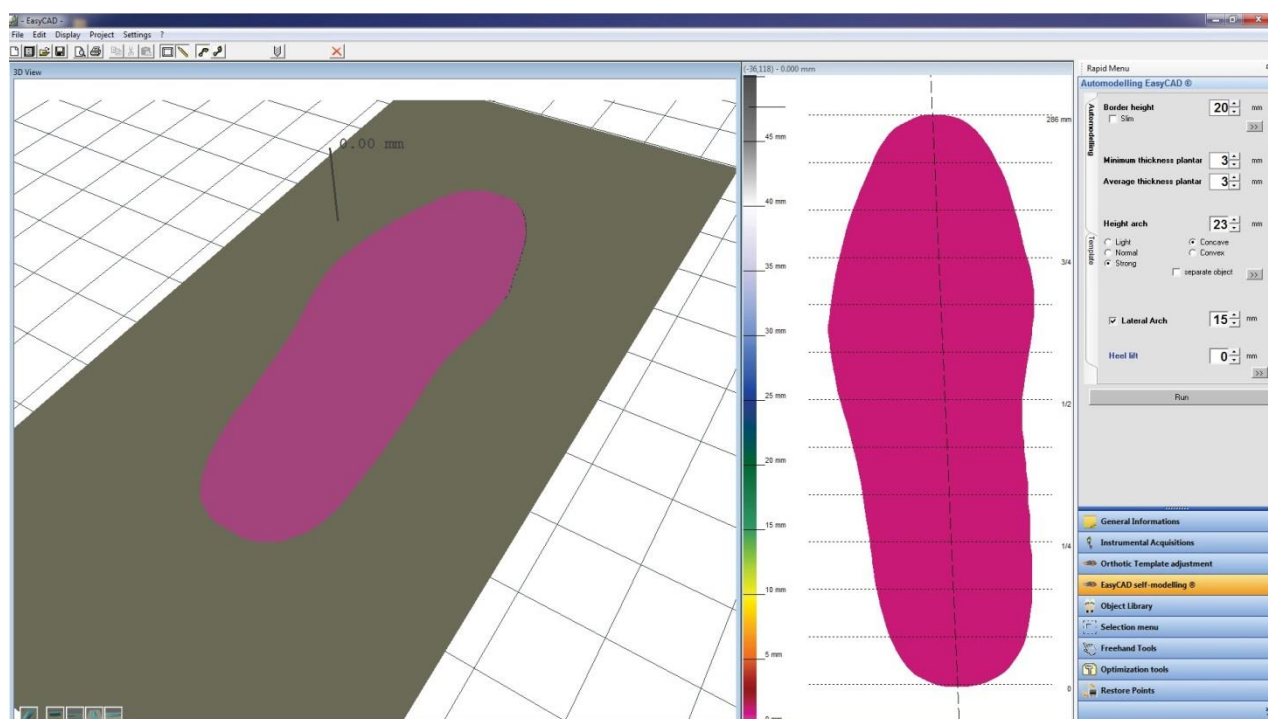 - EasyCAD -
File Edit Display Project Settings ?
3D View
0.00 mm
(-36,118) - 0.000 mm
45 mm
40 mm
35 mm
30 mm
25 mm
20 mm
15 mm
10 mm
5 mm
0 mm
286 mm
3/4
1/2
1/4
0
Rapid Menu
Automodelling EasyCAD ®
Automodelling
Template
Border height 20 mm
Slim
>>
Minimum thickness plantar 3 mm
Average thickness plantar 3 mm
Height arch 23 mm
Light Concave
Normal Convex
Strong
separate object >>
Lateral Arch 15 mm
Heel lift 0 mm
>>
Run
General Informations
Instrumental Acquisitions
Orthotic Template adjustment
EasyCAD self-modelling ®
Object Library
Selection menu
Freehand Tools
Optimization tools
Restore Points